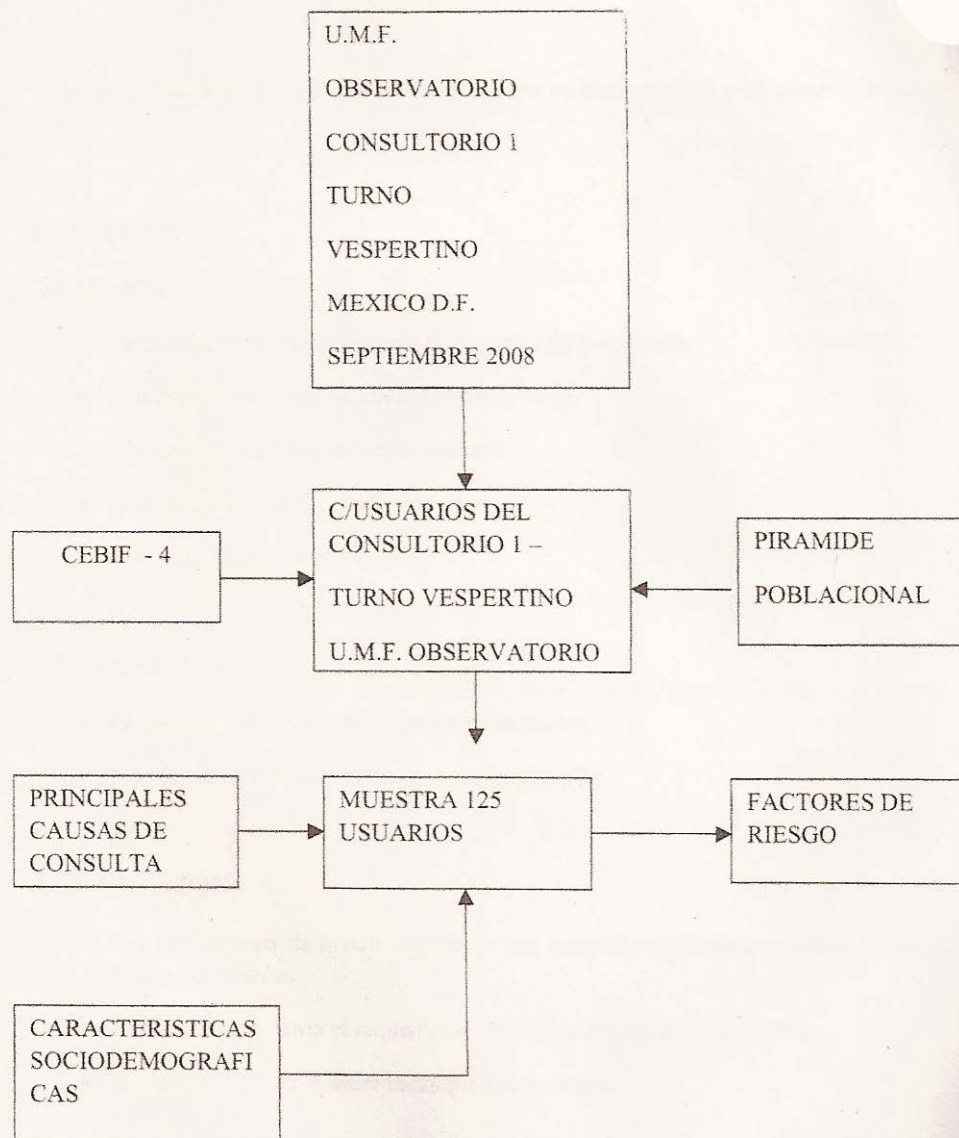 U.M.F.
OBSERVATORIO
CONSULTORIO 1
TURNO
VESPERTINO
MEXICO D.F.
SEPTIEMBRE 2008
CEBIF - 4
C/USUARIOS DEL
CONSULTORIO 1 –
TURNO VESPERTINO
U.M.F. OBSERVATORIO
PIRAMIDE
POBLACIONAL
PRINCIPALES
CAUSAS DE
CONSULTA
MUESTRA 125
USUARIOS
FACTORES DE
RIESGO
CARACTERISTICAS
SOCIODEMOGRAFI
CAS